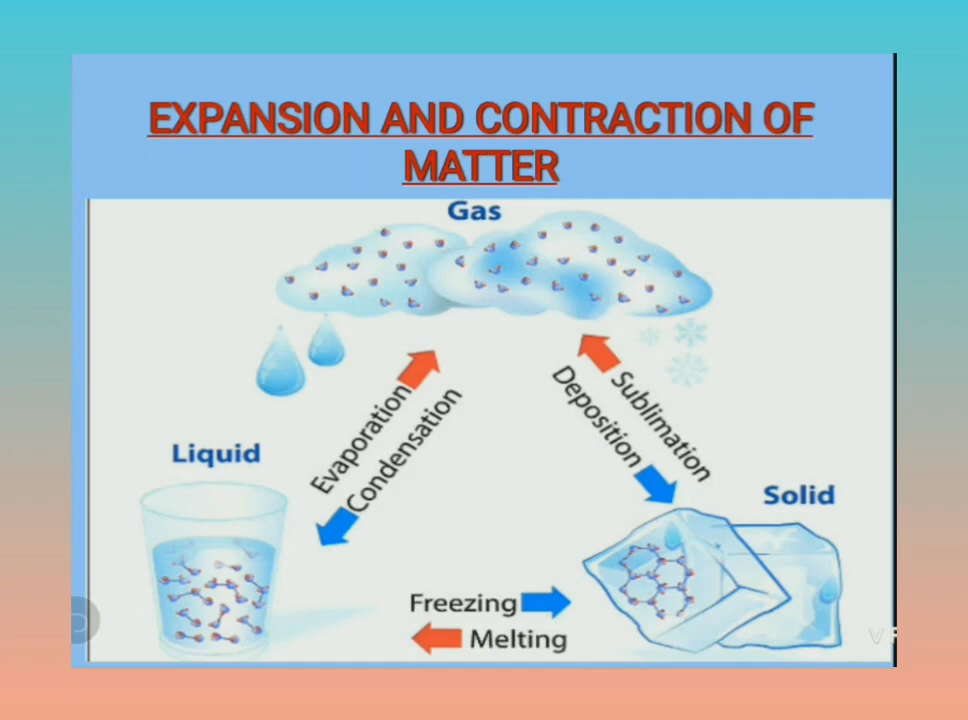 EXPANSION AND CONTRACTION OF
MATTER
Gas
Evaporation
Condensation
Deposition
Sublimation
Liquid
Solid
Freezing
Melting